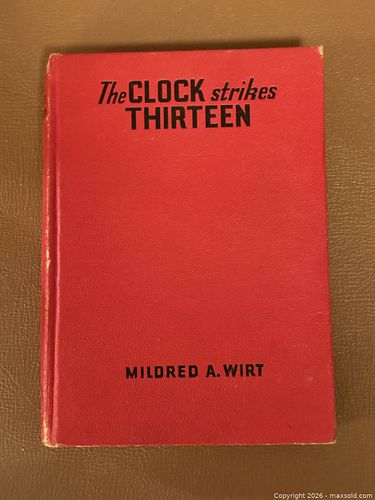 The CLOCK strikes
THIRTEEN
MILDRED A. WIRT
Copyright 2026 - maxsold.com